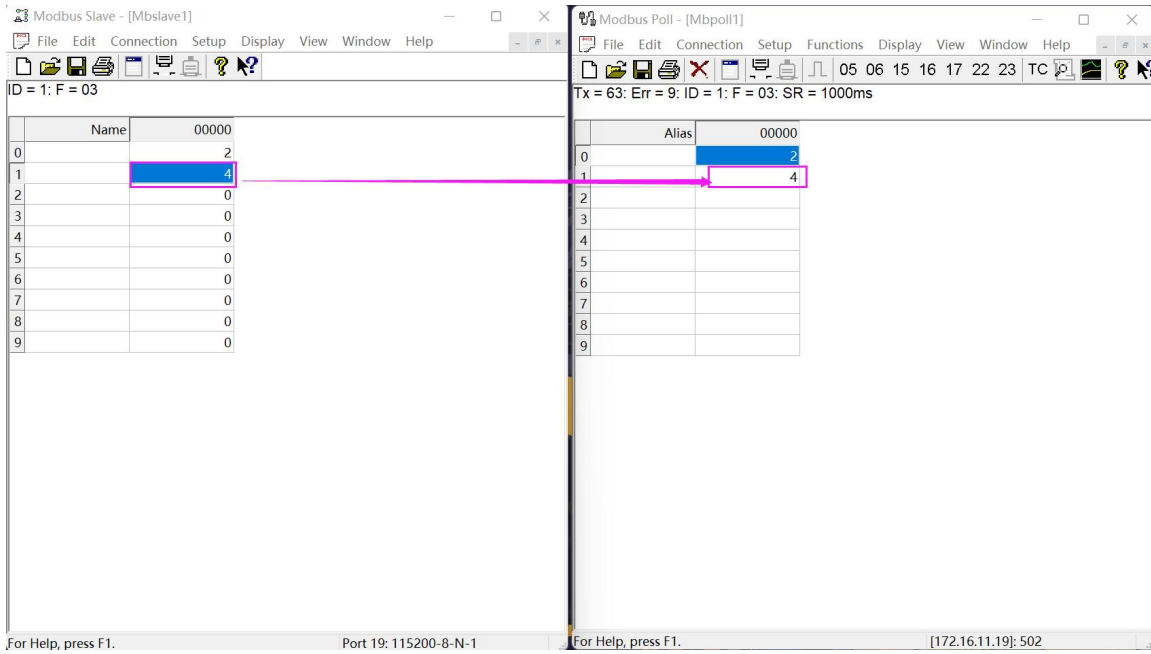 Modbus Slave - [Mbslave1]
File Edit Connection Setup Display View Window Help
ID = 1: F = 03
Name 00000
0 2
1 4
2 0
3 0
4 0
5 0
6 0
7 0
8 0
9 0
For Help, press F1. Port 19: 115200-8-N-1
Modbus Poll - [Mbpoll1]
File Edit Connection Setup Functions Display View Window Help
05 06 15 16 17 22 23 TC
Tx = 63: Err = 9: ID = 1: F = 03: SR = 1000ms
Alias 00000
0 2
1 4
2
3
4
5
6
7
8
9
For Help, press F1. [172.16.11.19]: 502